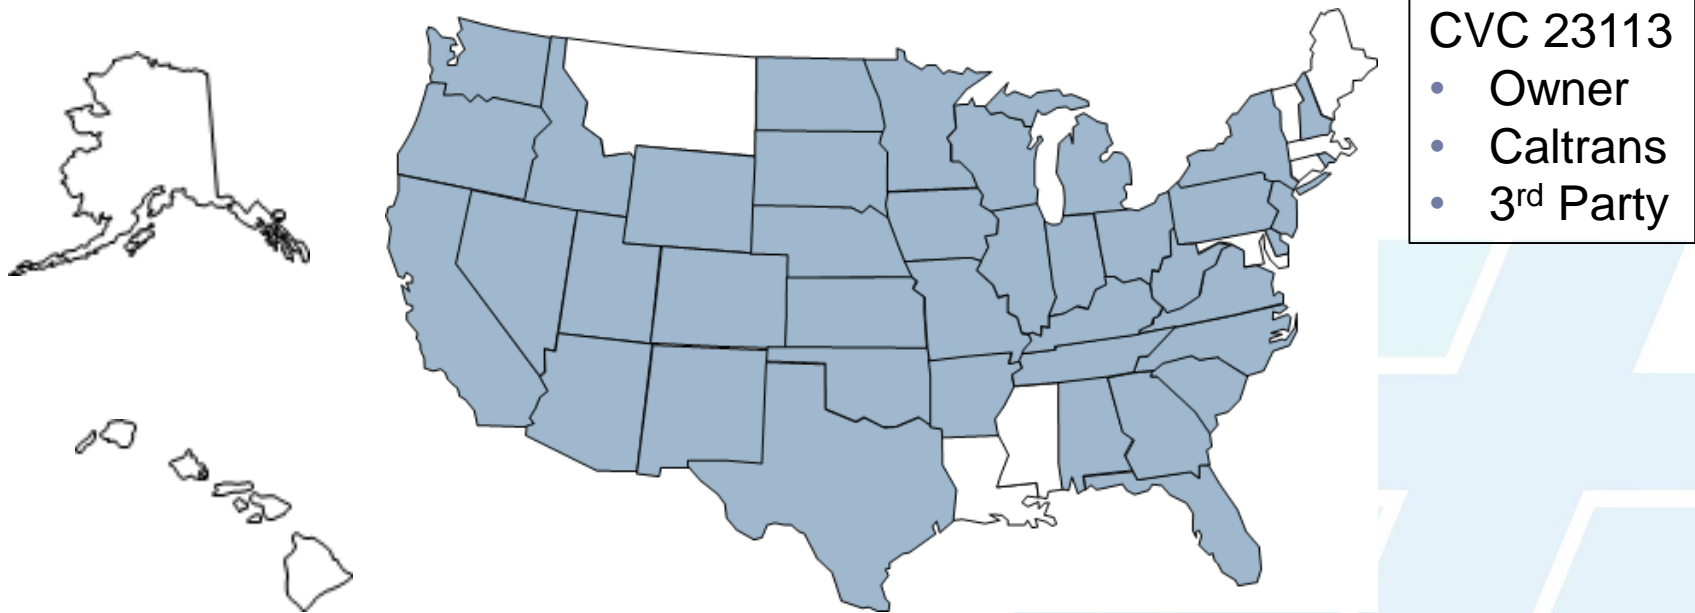 CVC 23113
• Owner
• Caltrans
• 3rd Party